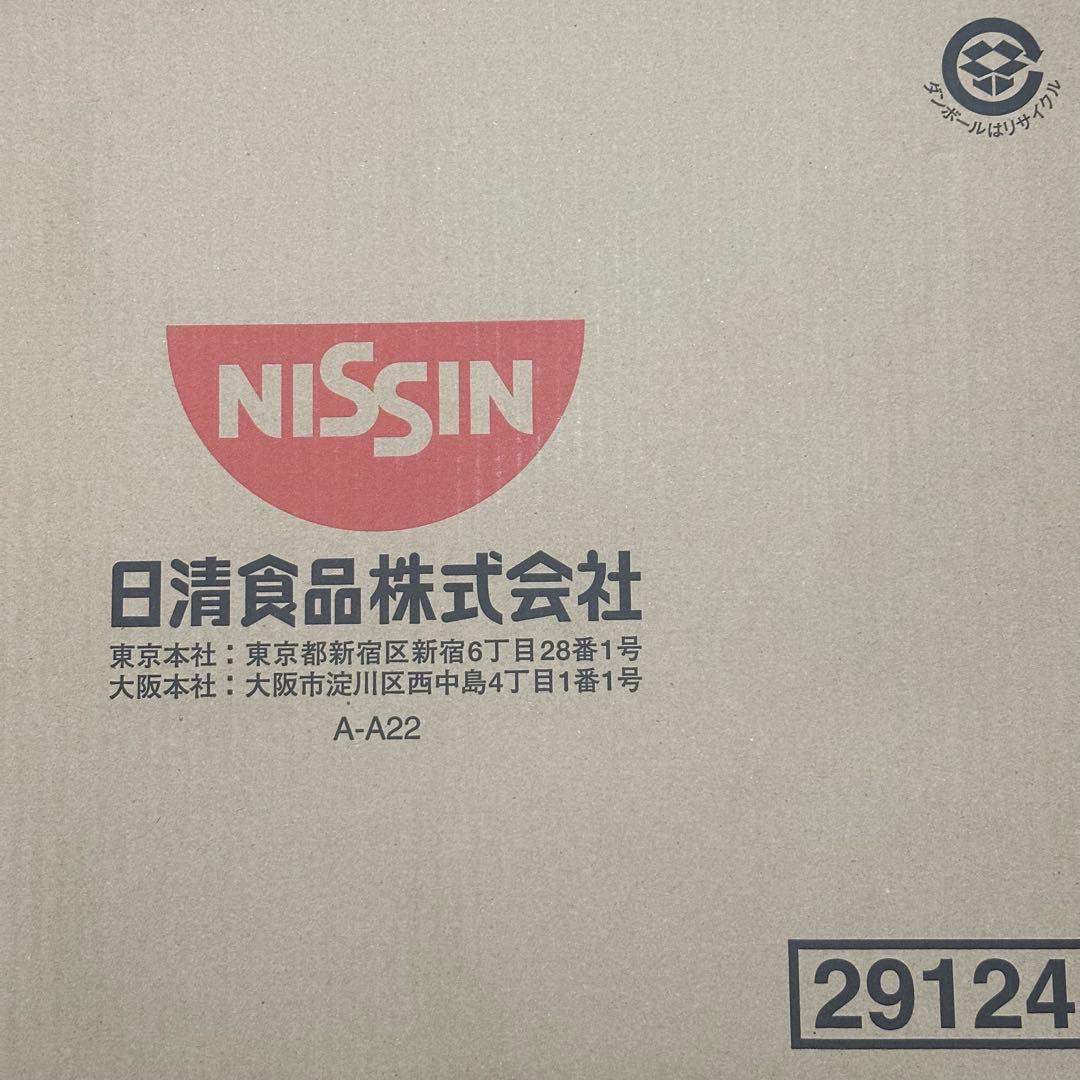 ダンボールはリサイクル
NISSIN
日清食品株式会社
東京本社：東京都新宿区新宿6丁目28番1号
大阪本社：大阪市淀川区西中島4丁目1番1号
A-A22
29124